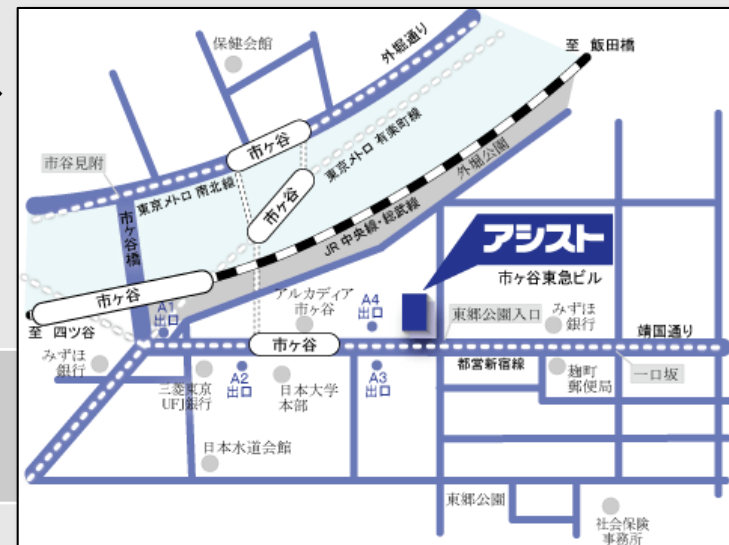 保健会館
外堀通り
至 飯田橋
市ヶ谷
市谷見附
東京メトロ 南北線
東京メトロ 有楽町線
外堀公園
市ヶ谷
市ヶ谷橋
JR 中央線・総武線
アシスト
市ヶ谷東急ビル
市ヶ谷
A1
出口
アルカディア
市ヶ谷
A4
出口
東郷公園入口
みずほ
銀行
至 四ツ谷
市ヶ谷
靖国通り
みずほ
銀行
都営新宿線
三菱東京
UFJ銀行
A2
出口
日本大学
本部
A3
出口
麹町
郵便局
一口坂
日本水道会館
東郷公園
社会保険
事務所